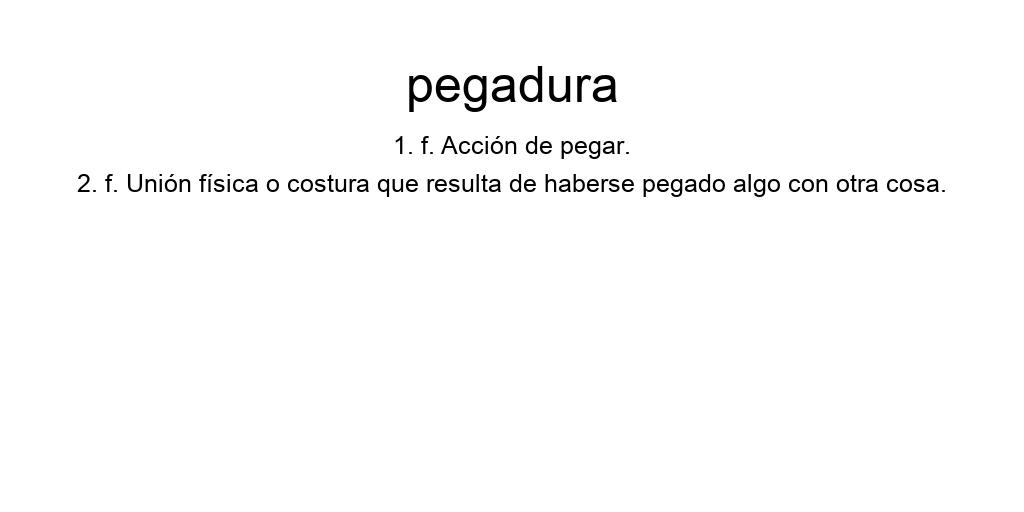 pegadura
1. f. Acción de pegar.
2. f. Unión física o costura que resulta de haberse pegado algo con otra cosa.